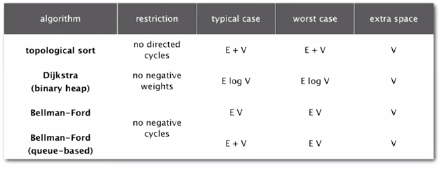 algorithm restriction typical case worst case extra space
topological sort no directed cycles E + V E + V V
Dijkstra (binary heap) no negative weights E log V E log V V
Bellman-Ford no negative cycles E V E V V
Bellman-Ford (queue-based) E + V E V V